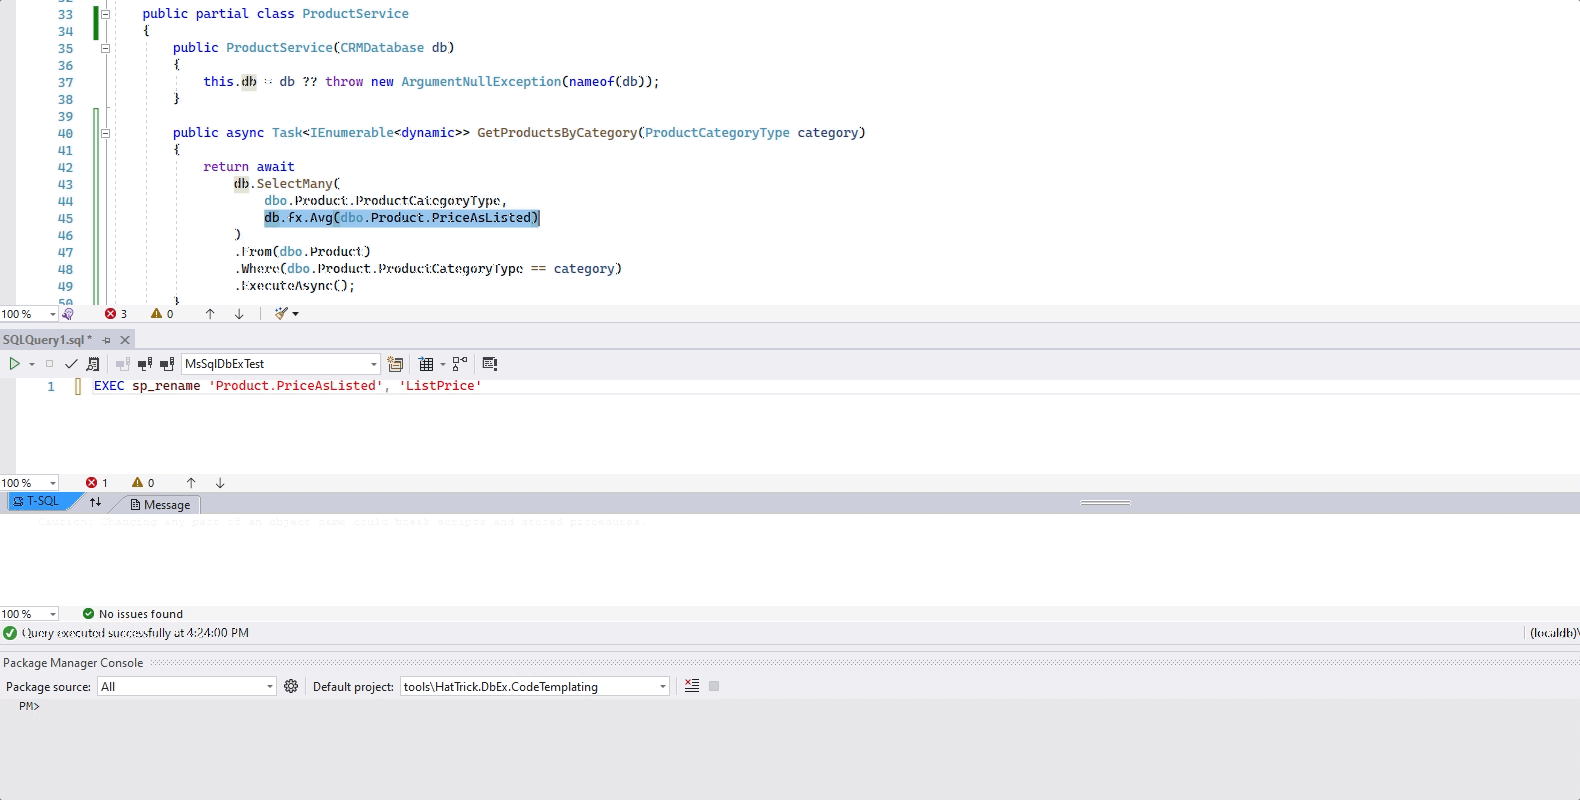 33 public partial class ProductService
34 {
35 public ProductService(CRMDatabase db)
36 {
37 this.db = db ?? throw new ArgumentNullException(nameof(db));
38 }
39
40 public async Task<IEnumerable<dynamic>> GetProductsByCategory(ProductCategoryType category)
41 {
42 return await
43 db.SelectMany(
44 dbo.Product.ProductCategoryType,
45 db.fx.Avg(dbo.Product.PriceAsListed)
46 )
47 .From(dbo.Product)
48 .Where(dbo.Product.ProductCategoryType == category)
49 .ExecuteAsync();
50 }
100 % 3 0
SQLQuery1.sql *
MsSqlDbExTest
1 EXEC sp_rename 'Product.PriceAsListed', 'ListPrice'
100 % 1 0
T-SQL Message
Caution: Changing any part of an object name could break scripts and stored procedures.
100 % No issues found
Query executed successfully at 4:24:00 PM (localdb)\
Package Manager Console
Package source: All Default project: tools\HatTrick.DbEx.CodeTemplating
PM>